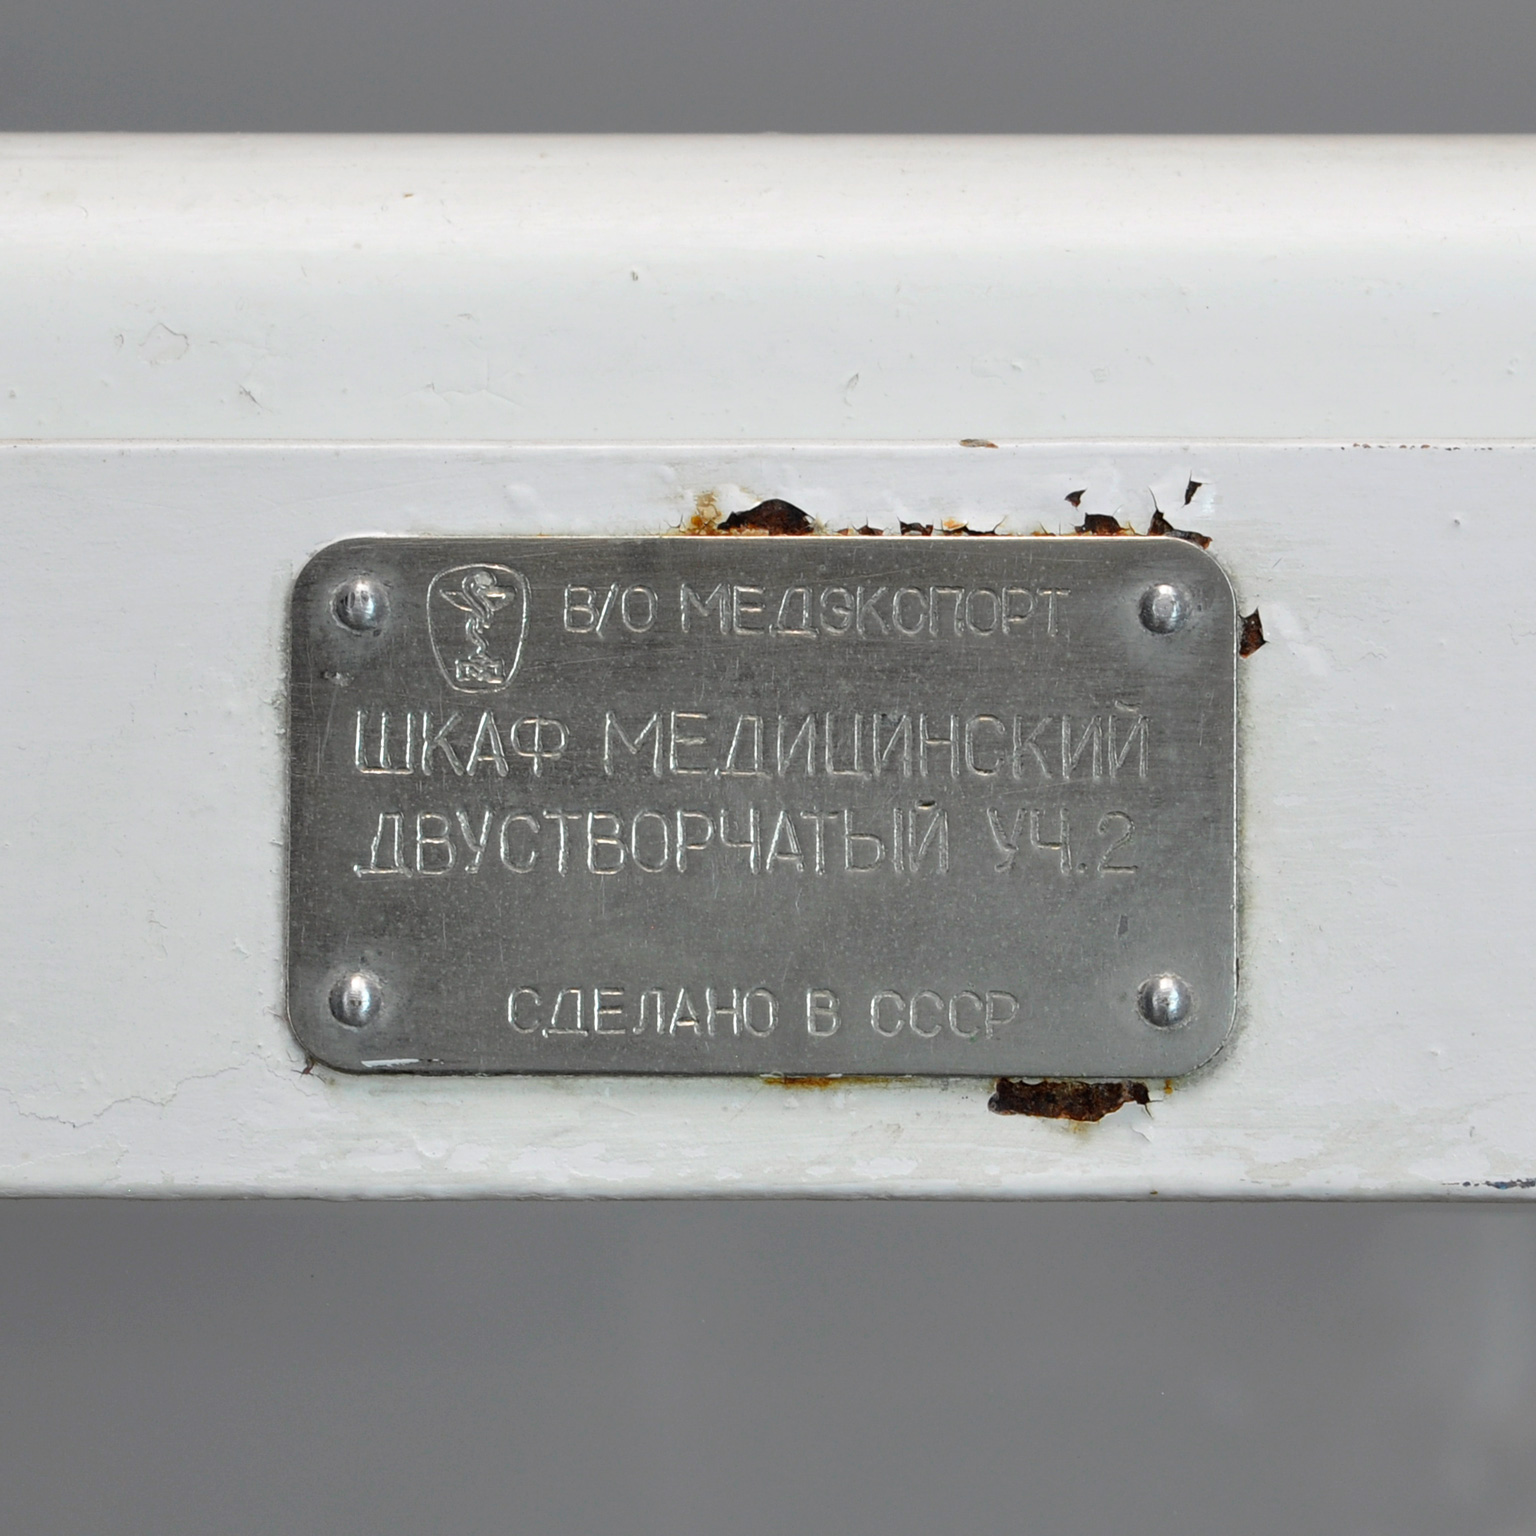 В/О МЕДЭКСПОРТ
ШКАФ МЕДИЦИНСКИЙ
ДВУСТВОРЧАТЫЙ УЧ.2
СДЕЛАНО В СССР